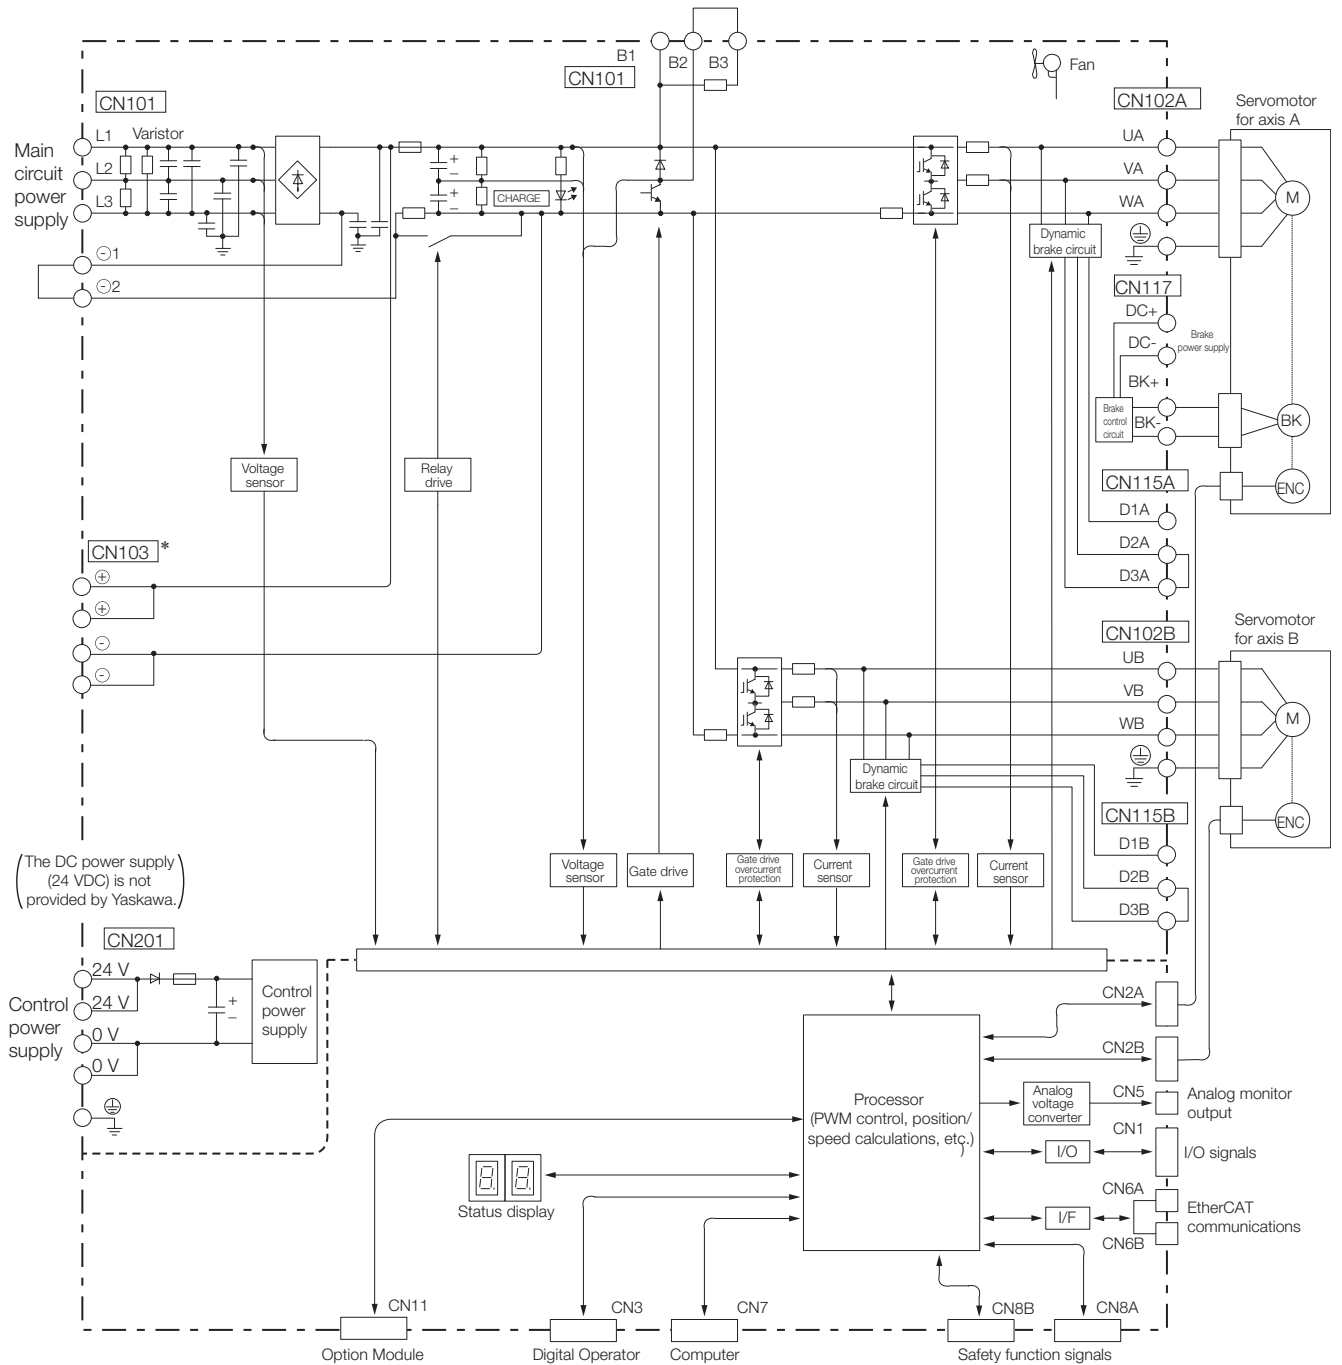 B1
B2
B3
CN101
Fan
CN101
CN102A
Servomotor
for axis A
Main
circuit
power
supply
L1
Varistor
L2
L3
CHARGE
UA
VA
WA
M
Dynamic
brake circuit
⊖1
⊖2
CN117
DC+
DC-
Brake
power supply
BK+
BK-
Brake
control
circuit
BK
Voltage
sensor
Relay
drive
CN115A
ENC
D1A
D2A
D3A
CN103 *
⊕
⊕
⊖
⊖
CN102B
Servomotor
for axis B
UB
VB
WB
M
Dynamic
brake circuit
CN115B
ENC
D1B
D2B
D3B
(The DC power supply
(24 VDC) is not
provided by Yaskawa.)
Voltage
sensor
Gate drive
Gate drive
overcurrent
protection
Current
sensor
Gate drive
overcurrent
protection
Current
sensor
CN201
Control
power
supply
24 V
24 V
0 V
0 V
+
–
Control
power
supply
CN2A
CN2B
Processor
(PWM control, position/
speed calculations, etc.)
)
Analog
voltage
converter
CN5
Analog monitor
output
CN1
I/O
I/O signals
CN6A
I/F
EtherCAT
communications
CN6B
8.
8.
Status display
CN11
CN3
CN7
CN8B
CN8A
Option Module
Digital Operator
Computer
Safety function signals